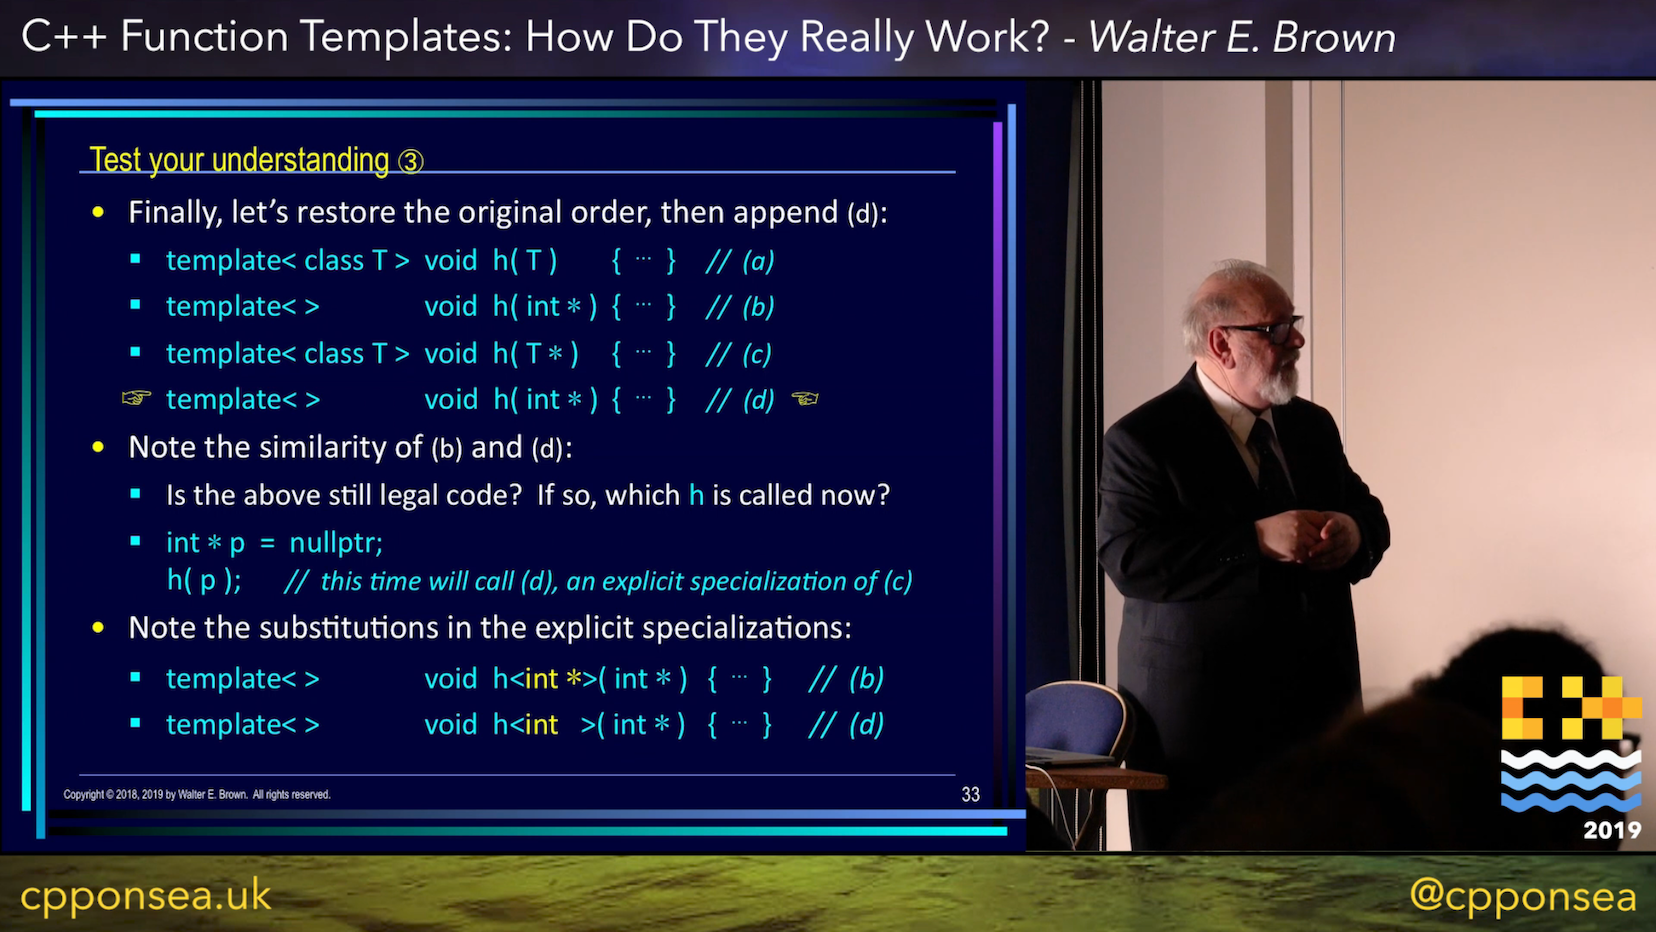 C++ Function Templates: How Do They Really Work? - Walter E. Brown
Test your understanding ③
• Finally, let's restore the original order, then append (d):
▪ template< class T > void h( T ) { ··· } // (a)
▪ template< > void h( int * ) { ··· } // (b)
▪ template< class T > void h( T * ) { ··· } // (c)
☞ template< > void h( int * ) { ··· } // (d) ☜
• Note the similarity of (b) and (d):
▪ Is the above still legal code? If so, which h is called now?
▪ int * p = nullptr;
h( p ); // this time will call (d), an explicit specialization of (c)
• Note the substitutions in the explicit specializations:
▪ template< > void h<int *>( int * ) { ··· } // (b)
▪ template< > void h<int >( int * ) { ··· } // (d)
Copyright © 2018, 2019 by Walter E. Brown. All rights reserved.
33
C++
2019
cpponsea.uk
@cpponsea